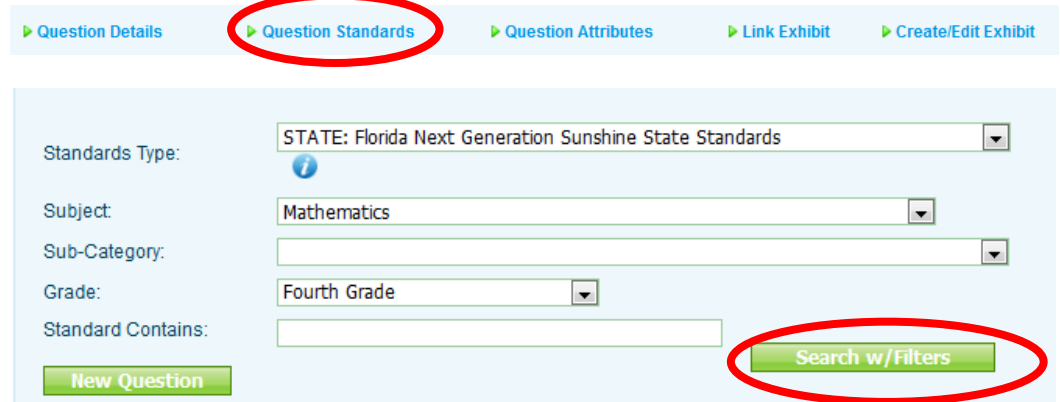 Question Details Question Standards Question Attributes Link Exhibit Create/Edit Exhibit
Standards Type: STATE: Florida Next Generation Sunshine State Standards
i
Subject: Mathematics
Sub-Category:
Grade: Fourth Grade
Standard Contains:
Search w/Filters
New Question